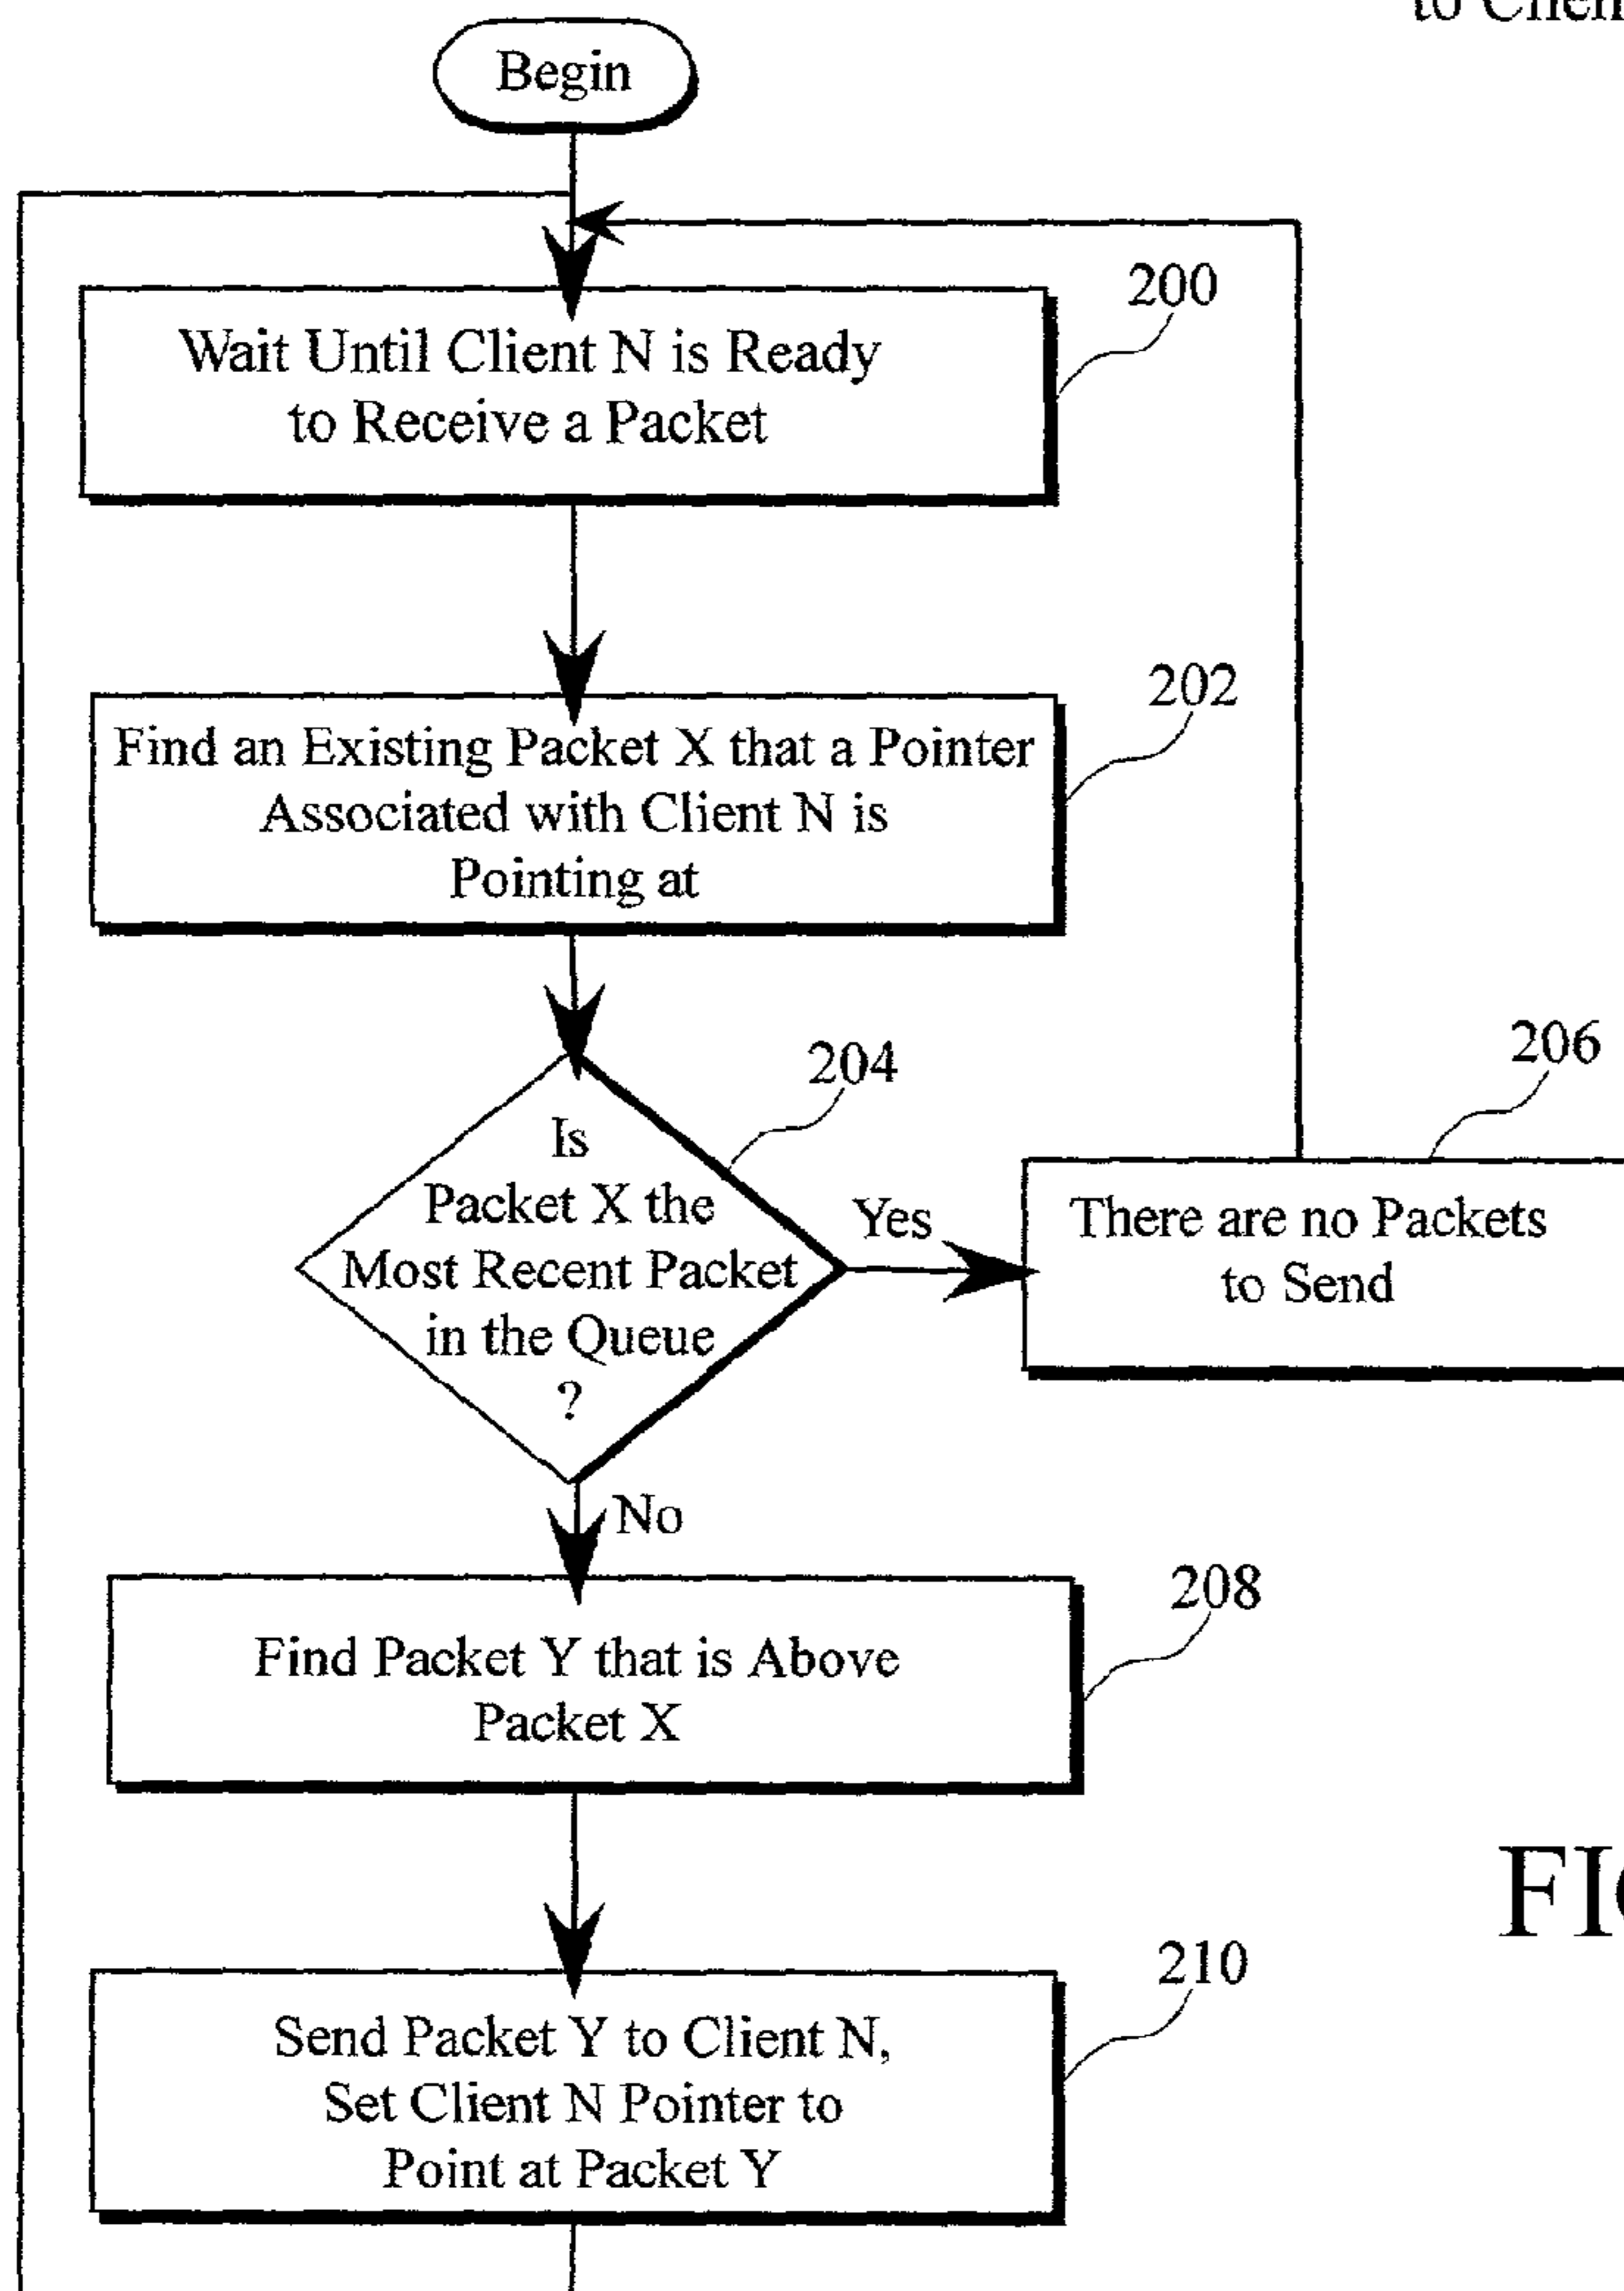 to Clien
Begin
200
Wait Until Client N is Ready
to Receive a Packet
202
Find an Existing Packet X that a Pointer
Associated with Client N is
Pointing at
204
206
Is
Packet X the
Most Recent Packet
in the Queue
?
Yes
There are no Packets
to Send
No
208
Find Packet Y that is Above
Packet X
FIG
210
Send Packet Y to Client N,
Set Client N Pointer to
Point at Packet Y